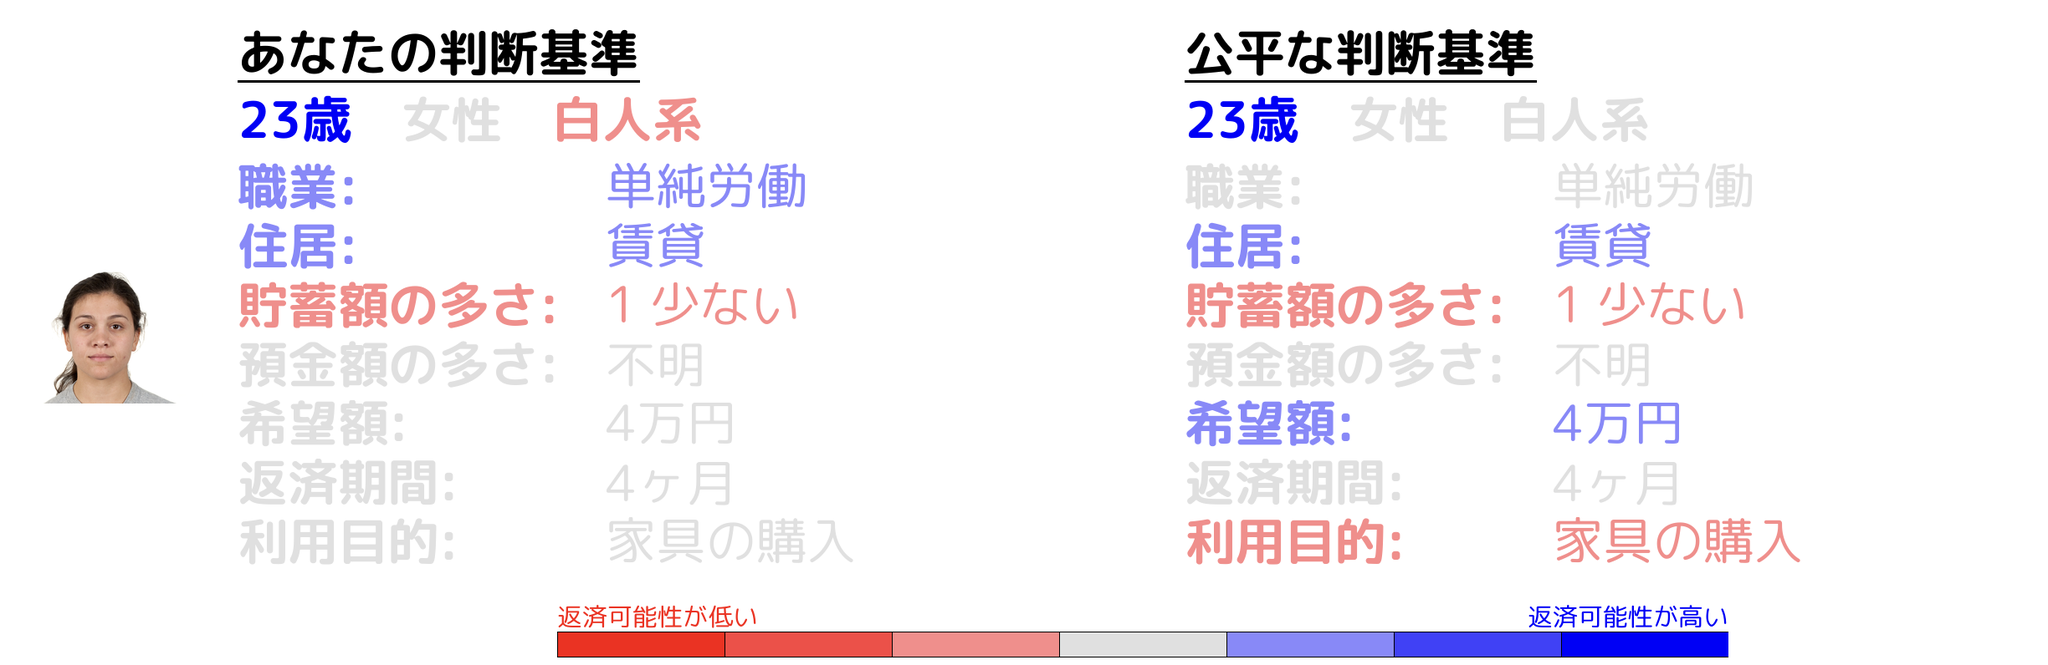 あなたの判断基準
23歳 女性 白人系
職業: 単純労働
住居: 賃貸
貯蓄額の多さ: 1 少ない
預金額の多さ: 不明
希望額: 4万円
返済期間: 4ヶ月
利用目的: 家具の購入
公平な判断基準
23歳 女性 白人系
職業: 単純労働
住居: 賃貸
貯蓄額の多さ: 1 少ない
預金額の多さ: 不明
希望額: 4万円
返済期間: 4ヶ月
利用目的: 家具の購入
返済可能性が低い
返済可能性が高い